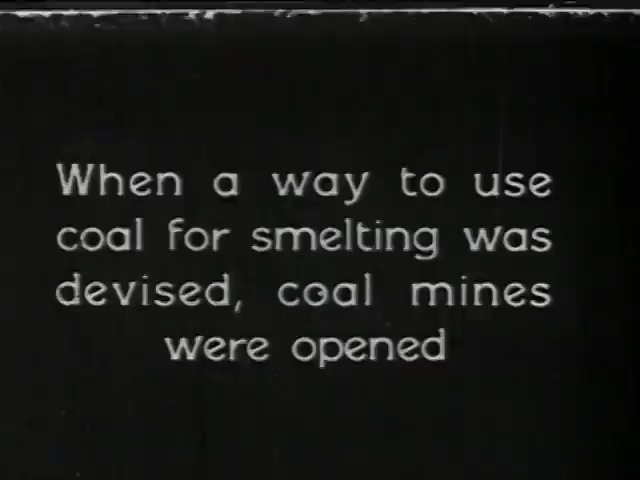 When a way to use
coal for smelting was
devised, coal mines
were opened